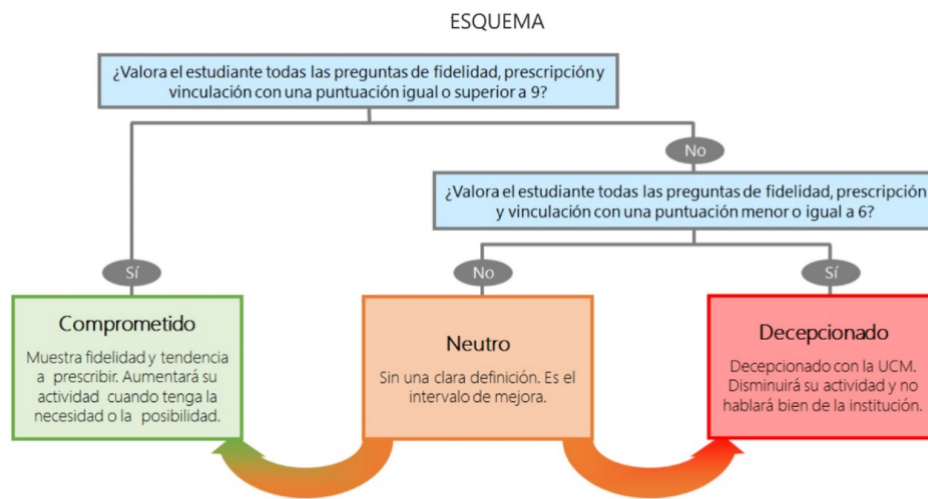 ESQUEMA
¿Valora el estudiante todas las preguntas de fidelidad, prescripción y
vinculación con una puntuación igual o superior a 9?
No
¿Valora el estudiante todas las preguntas de fidelidad, prescripción
y vinculación con una puntuación menor o igual a 6?
Sí
No
Sí
Comprometido
Muestra fidelidad y tendencia
a prescribir. Aumentará su
actividad cuando tenga la
necesidad o la posibilidad.
Neutro
Sin una clara definición. Es el
intervalo de mejora.
Decepcionado
Decepcionado con la UCM.
Disminuirá su actividad y no
hablará bien de la institución.